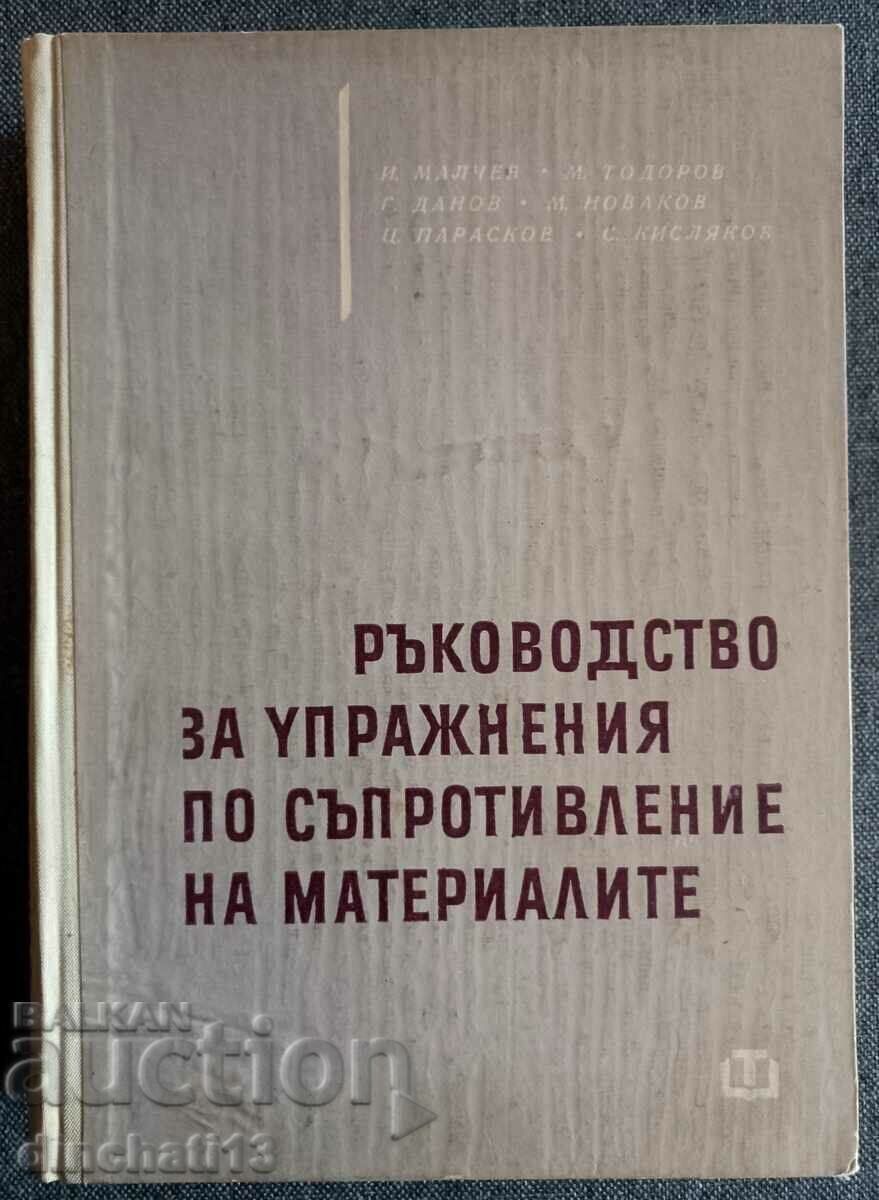 И. МАЛЧЕВ • М. ТОДОРОВ
Г. ДАНОВ • М. НОВАКОВ
Ц. ПАРАСКОВ • С. КИСЛЯКОВ
РЪКОВОДСТВО
ЗА УПРАЖНЕНИЯ
ПО СЪПРОТИВЛЕНИЕ
НА МАТЕРИАЛИТЕ
Т
BALKAN
auction
dinchati13